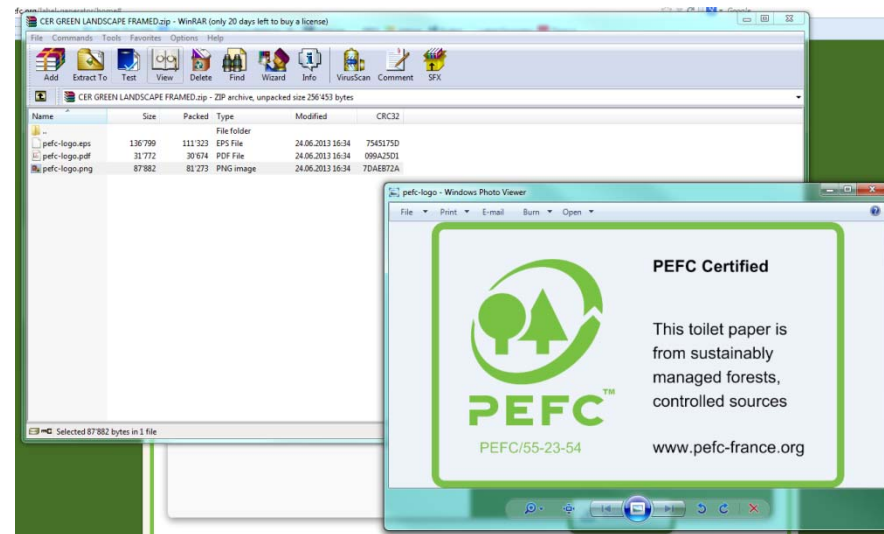 CER GREEN LANDSCAPE FRAMED.zip - WinRAR (only 20 days left to buy a license)
File Commands Tools Favorites Options Help
Add Extract To Test View Delete Find Wizard Info VirusScan Comment SFX
CER GREEN LANDSCAPE FRAMED.zip - ZIP archive, unpacked size 256'453 bytes
Name Size Packed Type Modified CRC32
.. File folder
pefc-logo.eps 136'799 111'323 EPS File 24.06.2013 16:34 7545175D
pefc-logo.pdf 31'772 30'674 PDF File 24.06.2013 16:34 099A25D1
pefc-logo.png 87'882 81'273 PNG image 24.06.2013 16:34 7DAEB72A
Selected 87'882 bytes in 1 file
pefc-logo - Windows Photo Viewer
File Print E-mail Burn Open
PEFC Certified
This toilet paper is
from sustainably
managed forests,
controlled sources
www.pefc-france.org
PEFC™
PEFC/55-23-54